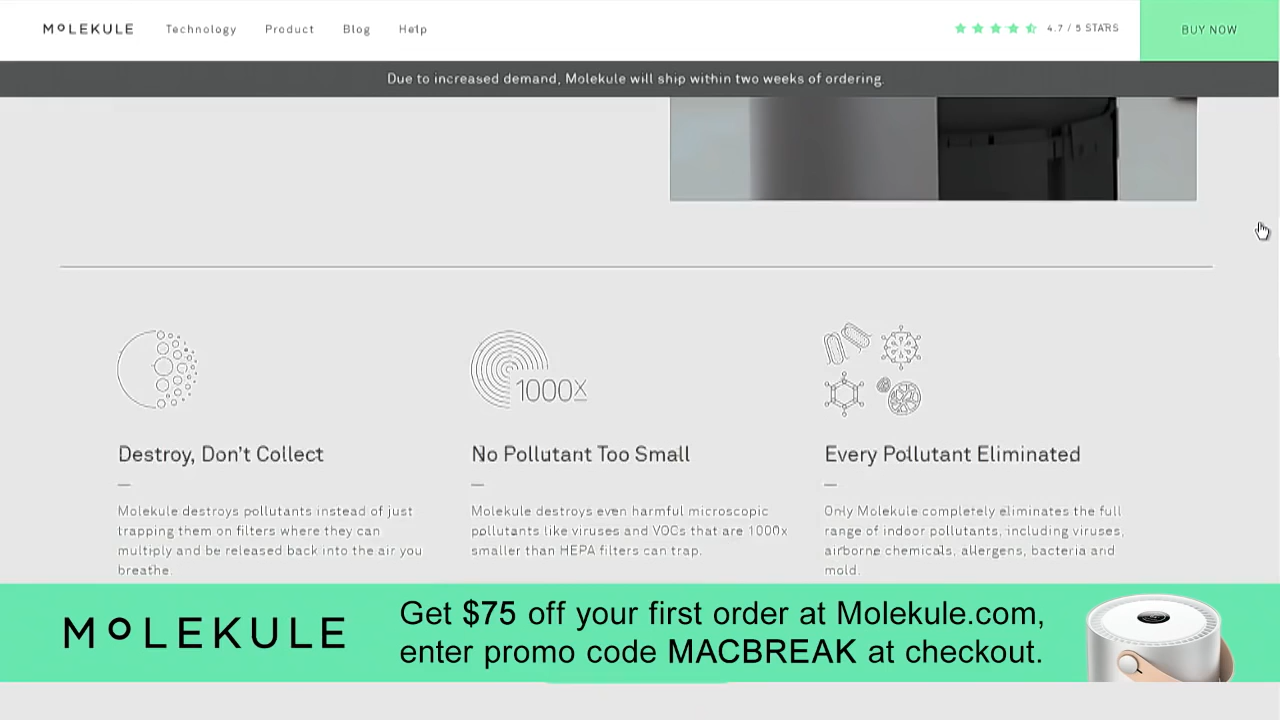 MOLEKULE Technology Product Blog Help 4.7 / 5 STARS BUY NOW
Due to increased demand, Molekule will ship within two weeks of ordering.
1000X
Destroy, Don't Collect
Molekule destroys pollutants instead of just
trapping them on filters where they can
multiply and be released back into the air you
breathe.
No Pollutant Too Small
Molekule destroys even harmful microscopic
pollutants like viruses and VOCs that are 1000x
smaller than HEPA filters can trap.
Every Pollutant Eliminated
Only Molekule completely eliminates the full
range of indoor pollutants, including viruses,
airborne chemicals, allergens, bacteria and
mold.
MOLEKULE
Get $75 off your first order at Molekule.com,
enter promo code MACBREAK at checkout.